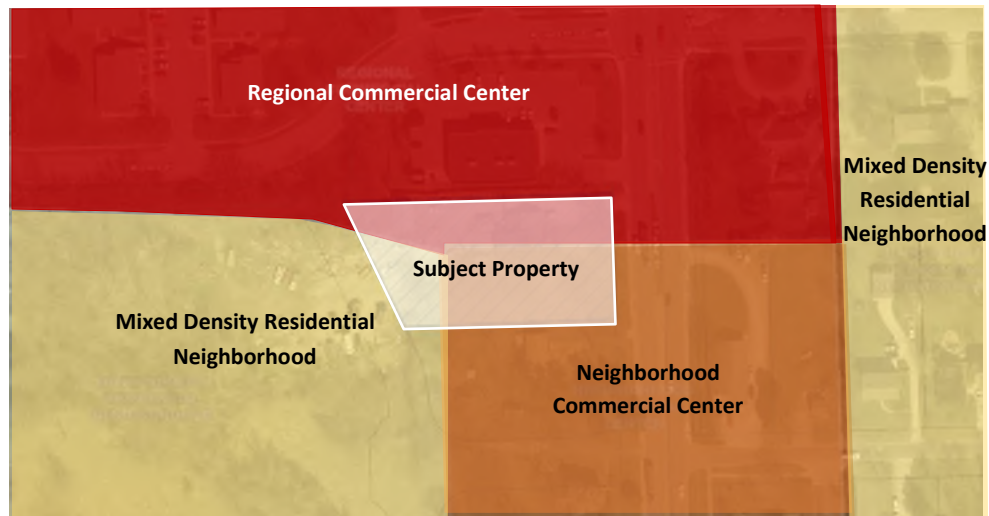 Regional Commercial Center
Mixed Density
Residential
Neighborhood
Subject Property
Mixed Density Residential
Neighborhood
Neighborhood
Commercial Center